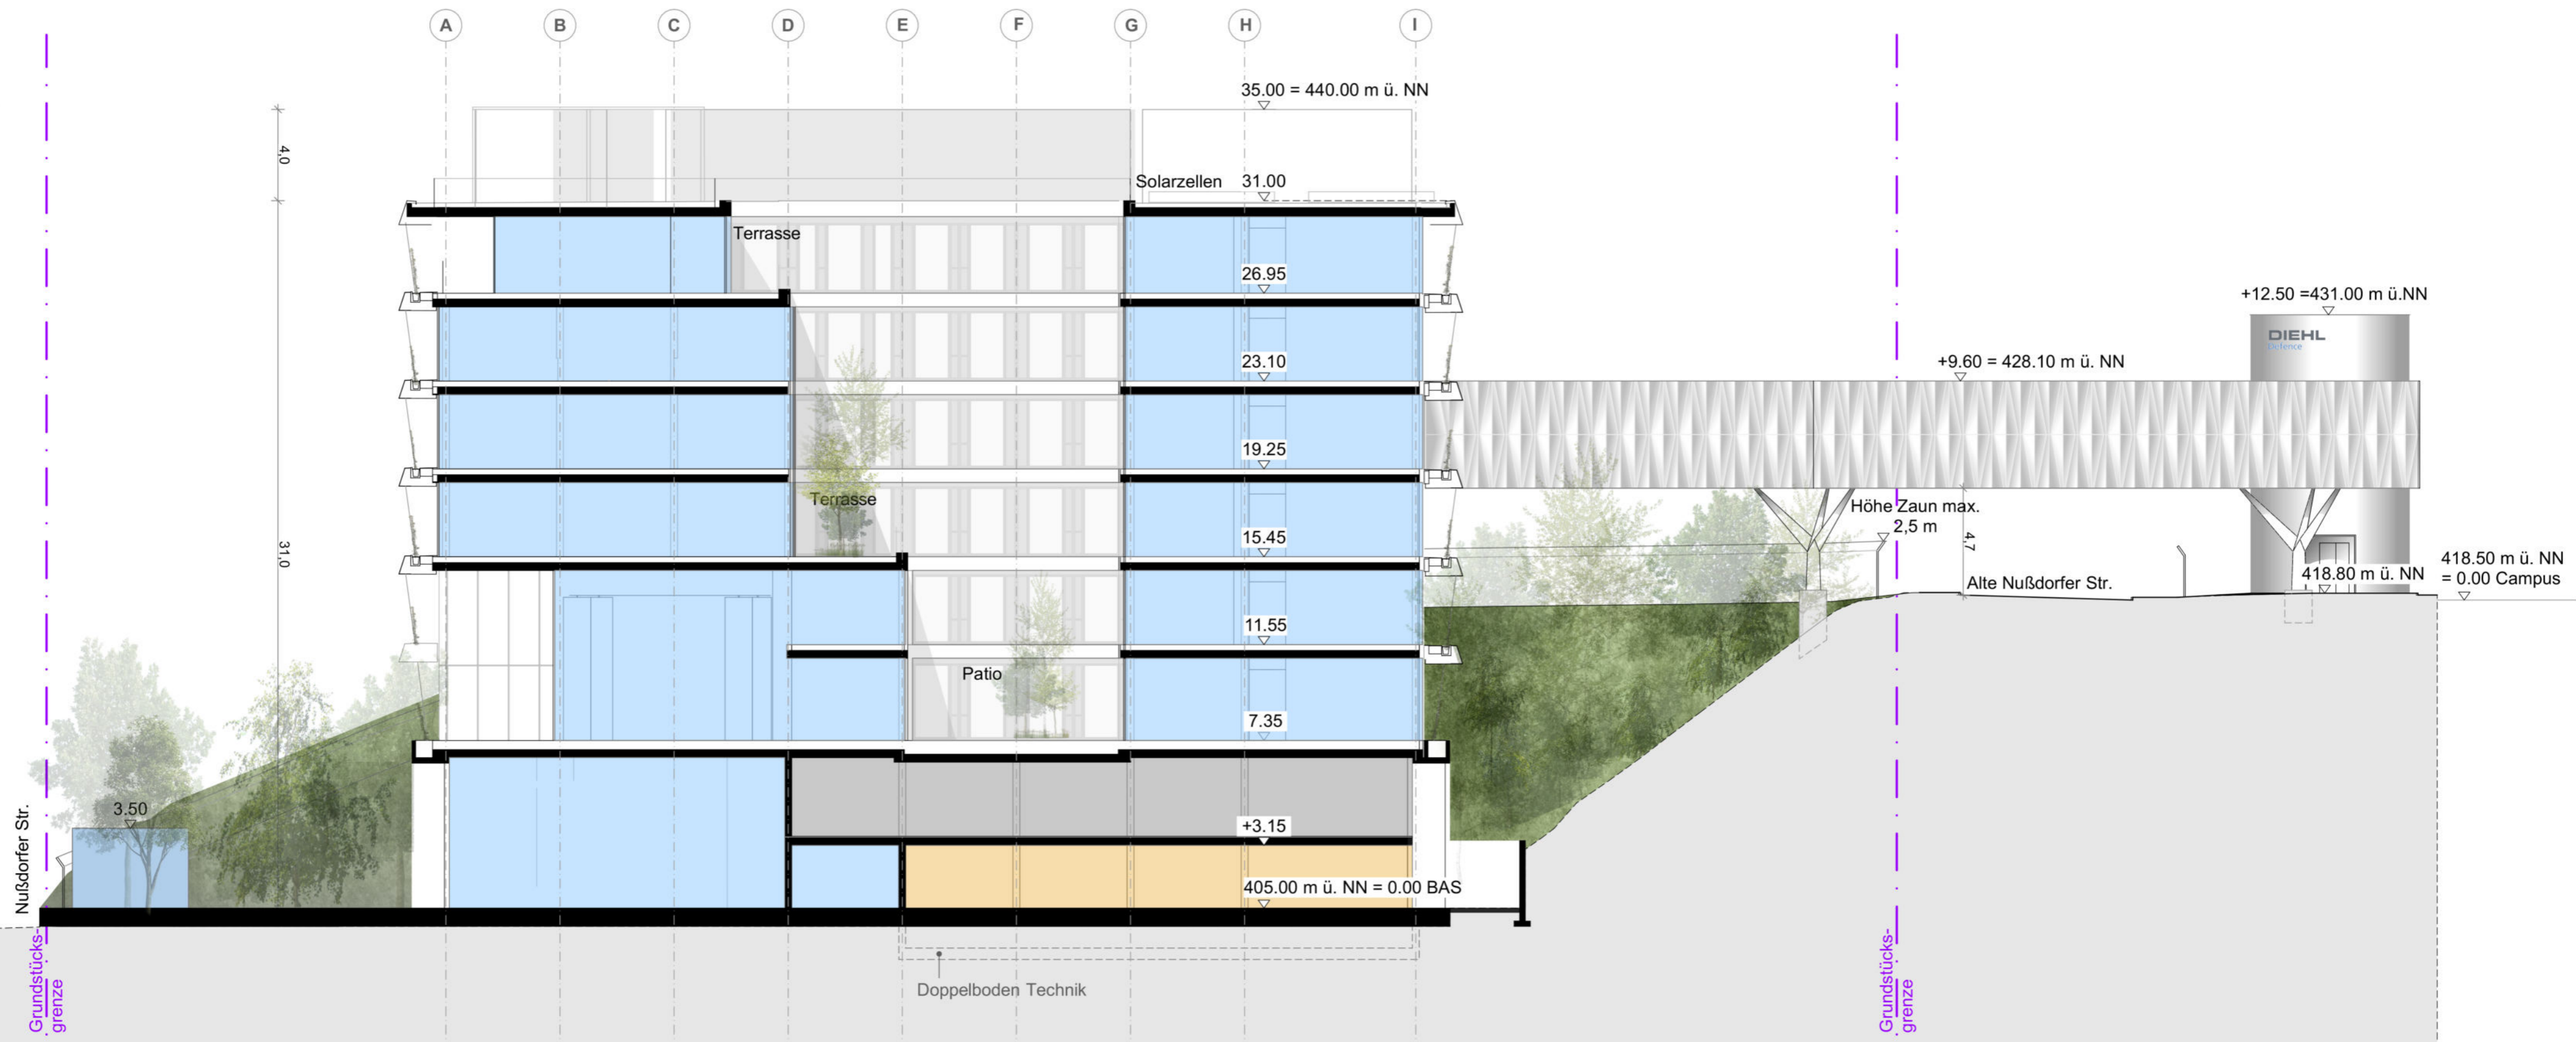 A B C D E F G H I
35.00 = 440.00 m ü. NN
4,0
Solarzellen 31.00
Terrasse
26.95
+12.50 =431.00 m ü.NN
DIEHL
Defence
23.10
+9.60 = 428.10 m ü. NN
19.25
Terrasse
Höhe Zaun max.
2,5 m
31,0
15.45
4,7
418.50 m ü. NN
= 0.00 Campus
418.80 m ü. NN
Alte Nußdorfer Str.
11.55
Patio
7.35
3.50
+3.15
Nußdorfer Str.
405.00 m ü. NN = 0.00 BAS
Grundstücks-
grenze
Doppelboden Technik
Grundstücks-
grenze